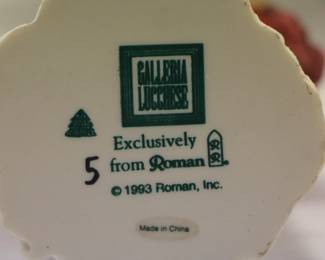 GALLERIA
LUCCHESE
Exclusively
5 from Roman
© 1993 Roman, Inc.
Made in China